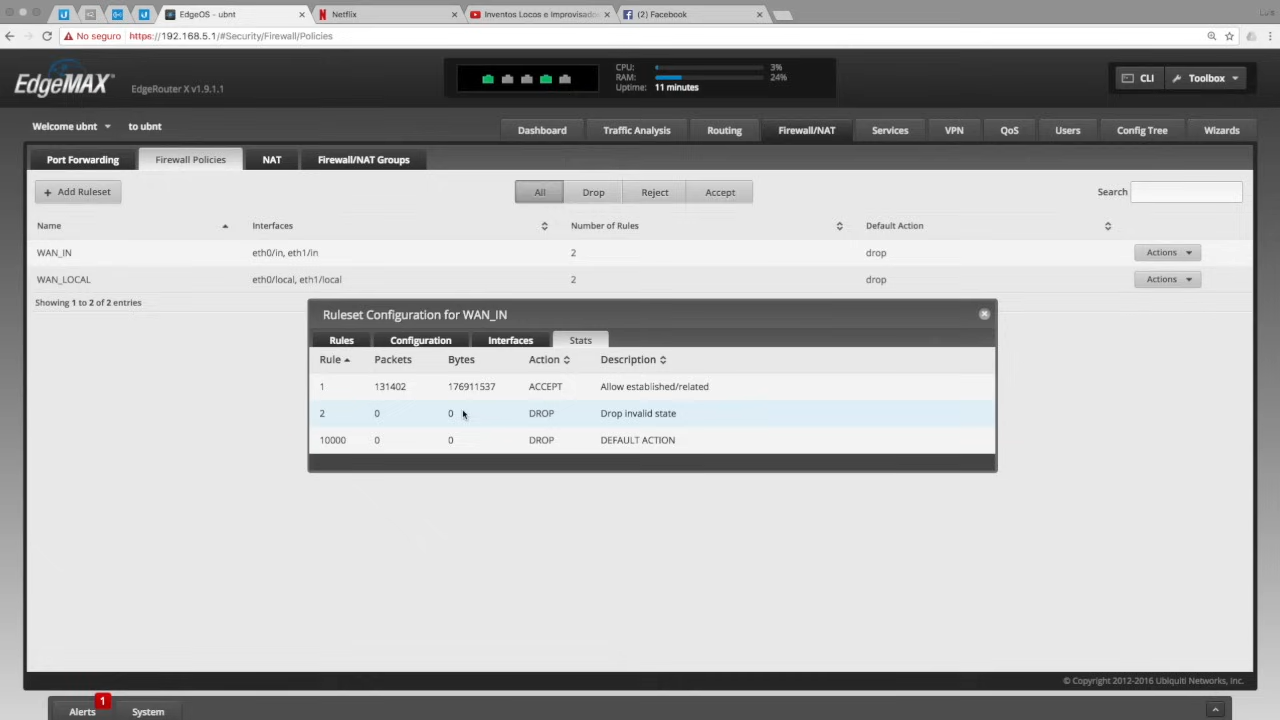 EdgeOS - ubnt
Netflix
Inventos Locos e improvisado
(2) Facebook
No seguro https://192.168.5.1/#Security/Firewall/Policies
EdgeMAX
EdgeRouter X v1.9.1.1
CPU: 3%
RAM: 24%
Uptime: 11 minutes
CLI
Toolbox
Welcome ubnt to ubnt
Dashboard
Traffic Analysis
Routing
Firewall/NAT
Services
VPN
QoS
Users
Config Tree
Wizards
Port Forwarding
Firewall Policies
NAT
Firewall/NAT Groups
+ Add Ruleset
All
Drop
Reject
Accept
Search
Name Interfaces Number of Rules Default Action
WAN_IN eth0/in, eth1/in 2 drop Actions
WAN_LOCAL eth0/local, eth1/local 2 drop Actions
Showing 1 to 2 of 2 entries
Ruleset Configuration for WAN_IN
Rules
Configuration
Interfaces
Stats
Rule Packets Bytes Action Description
1 131402 176911537 ACCEPT Allow established/related
2 0 0 DROP Drop invalid state
10000 0 0 DROP DEFAULT ACTION
© Copyright 2012-2016 Ubiquiti Networks, Inc.
Alerts 1
System